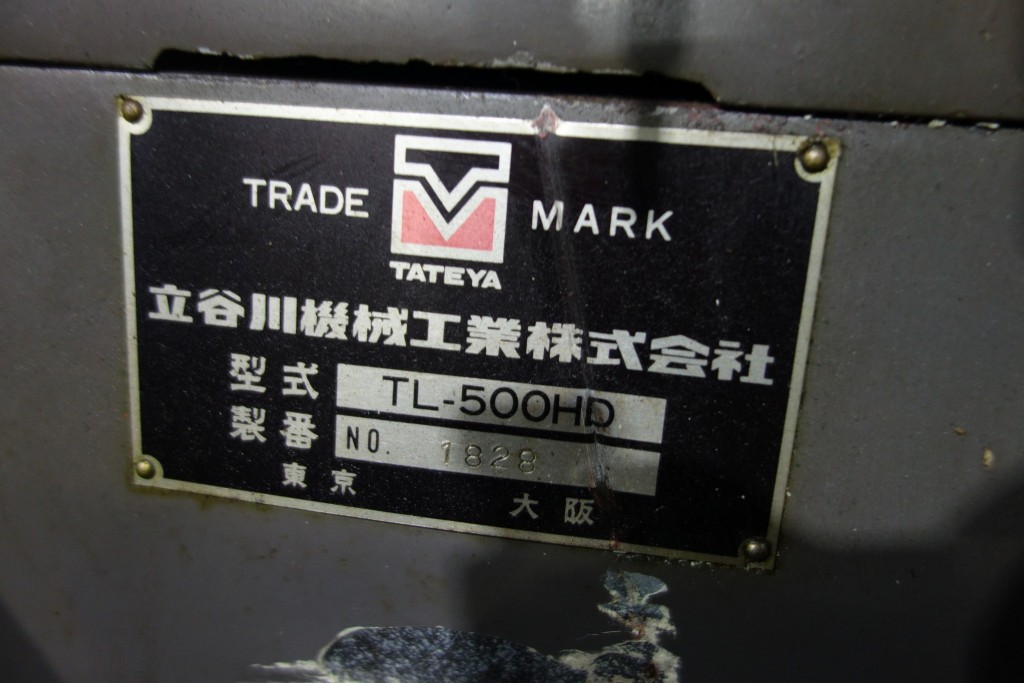 TRADE MARK
TATEYA
立谷川機械工業株式会社
型式 TL-500HD
製番 NO. 1828
東京 大阪